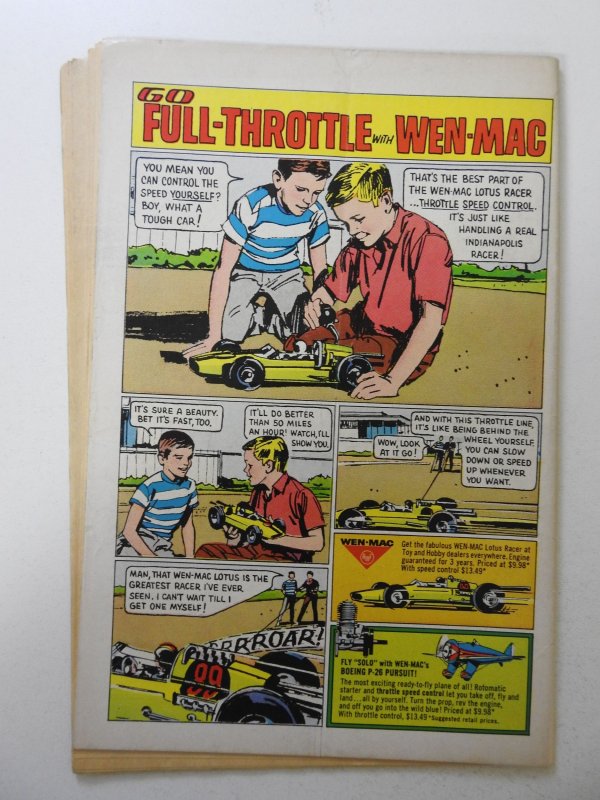 GO
FULL-THROTTLE WITH WEN-MAC
YOU MEAN YOU
CAN CONTROL THE
SPEED YOURSELF?
BOY, WHAT A
TOUGH CAR!
THAT'S THE BEST PART OF
THE WEN-MAC LOTUS RACER
...THROTTLE SPEED CONTROL.
IT'S JUST LIKE
HANDLING A REAL
INDIANAPOLIS
RACER!
IT'S SURE A BEAUTY.
BET IT'S FAST, TOO.
IT'LL DO BETTER
THAN 50 MILES
AN HOUR! WATCH, I'LL
SHOW YOU.
WOW, LOOK
AT IT GO!
AND WITH THIS THROTTLE LINE,
IT'S LIKE BEING BEHIND THE
WHEEL YOURSELF.
YOU CAN SLOW
DOWN OR SPEED
UP WHENEVER
YOU WANT.
MAN, THAT WEN-MAC LOTUS IS THE
GREATEST RACER I'VE EVER
SEEN. I CAN'T WAIT TILL I
GET ONE MYSELF!
RRRROAR!
99
WEN-MAC
Get the fabulous WEN-MAC Lotus Racer at
Toy and Hobby dealers everywhere. Engine
guaranteed for 3 years. Priced at $9.98*
With speed control $13.49*
FLY "SOLO" with WEN-MAC's
BOEING P-26 PURSUIT!
The most exciting ready-to-fly plane of all! Rotomatic
starter and throttle speed control let you take off, fly and
land...all by yourself. Turn the prop, rev the engine,
and off you go into the wild blue! Priced at $9.98*
With throttle control, $13.49 *Suggested retail prices.